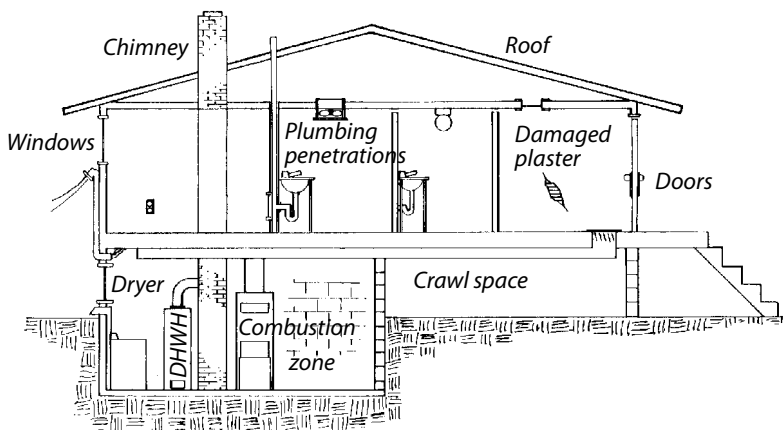 Chimney
Roof
Windows
Plumbing
penetrations
Damaged
plaster
Doors
Dryer
Crawl space
DHWH
Combustion
zone